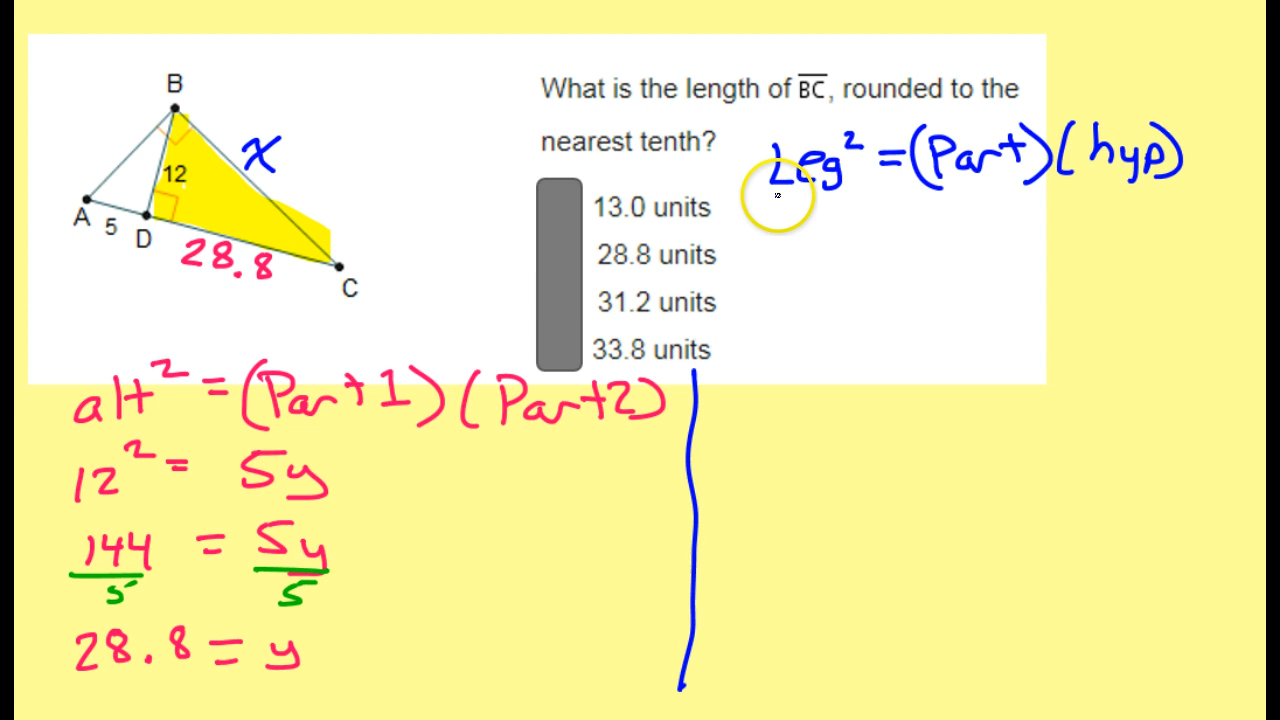 B
What is the length of BC, rounded to the
nearest tenth?
x
Leg² = (Part)(hyp)
12
A 5 D
28.8
C
13.0 units
28.8 units
31.2 units
33.8 units
alt² = (Part 1)(Part 2)
12² = 5y
144 = 5y
5 5
28.8 = y